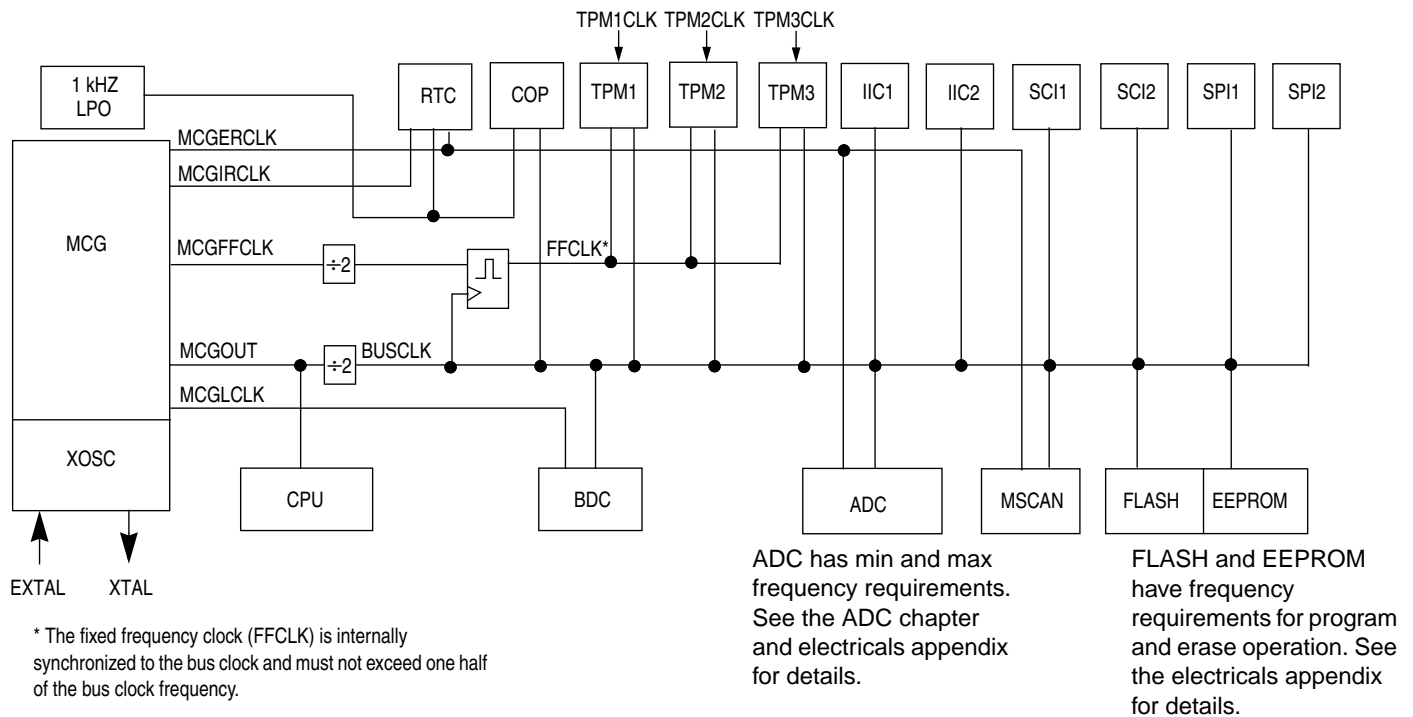 TPM1CLK TPM2CLK TPM3CLK
1 kHZ
LPO
RTC
COP
TPM1
TPM2
TPM3
IIC1
IIC2
SCI1
SCI2
SPI1
SPI2
MCGERCLK
MCGIRCLK
MCG
MCGFFCLK
÷2
FFCLK*
MCGOUT
÷2
BUSCLK
MCGLCLK
XOSC
CPU
BDC
ADC
MSCAN
FLASH
EEPROM
EXTAL
XTAL
ADC has min and max
frequency requirements.
See the ADC chapter
and electricals appendix
for details.
FLASH and EEPROM
have frequency
requirements for program
and erase operation. See
the electricals appendix
for details.
* The fixed frequency clock (FFCLK) is internally
synchronized to the bus clock and must not exceed one half
of the bus clock frequency.